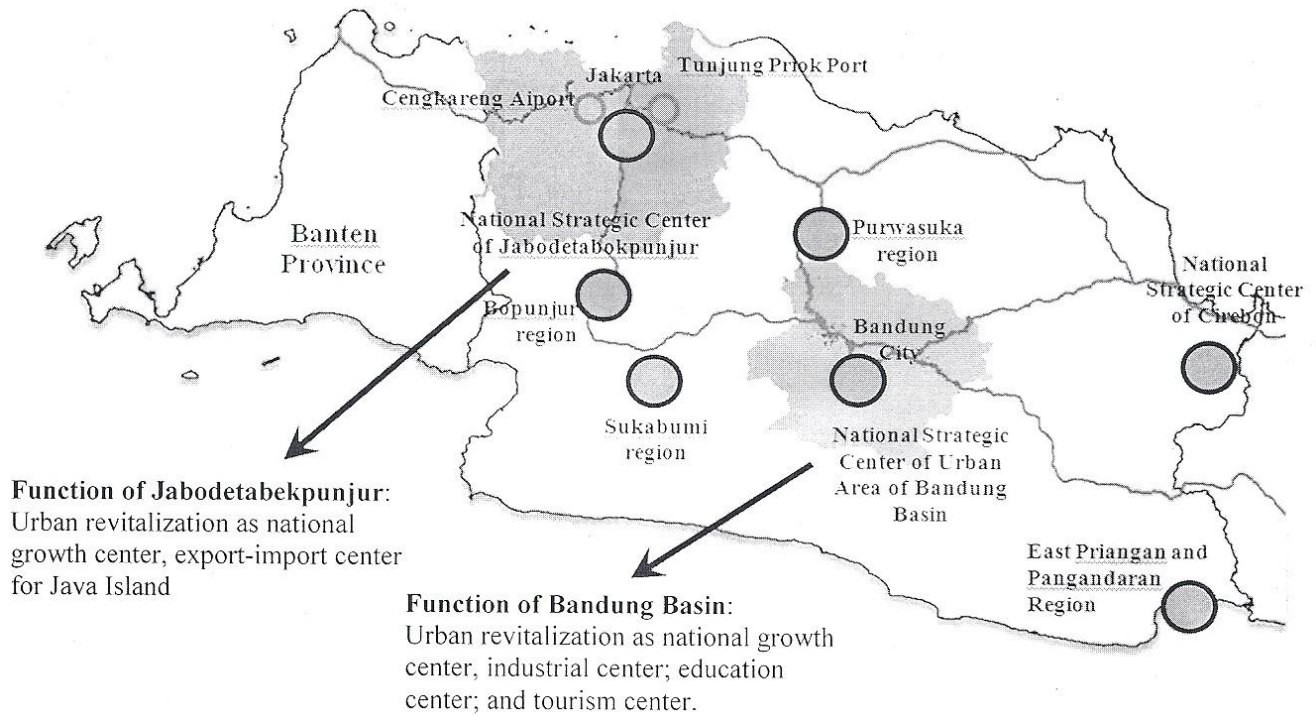 Tunjung Priok Port
Jakarta
Cengkareng Aiport
National Strategic Center
of Jabodetabokpunjur
Banten
Province
Purwasuka
region
National
Strategic Center
of Cirebon
Bopunjur
region
Bandung
City
Sukabumi
region
National Strategic
Center of Urban
Area of Bandung
Basin
Function of Jabodetabekpunjur:
Urban revitalization as national
growth center, export-import center
for Java Island
East Priangan and
Pangandaran
Region
Function of Bandung Basin:
Urban revitalization as national growth
center, industrial center; education
center; and tourism center.